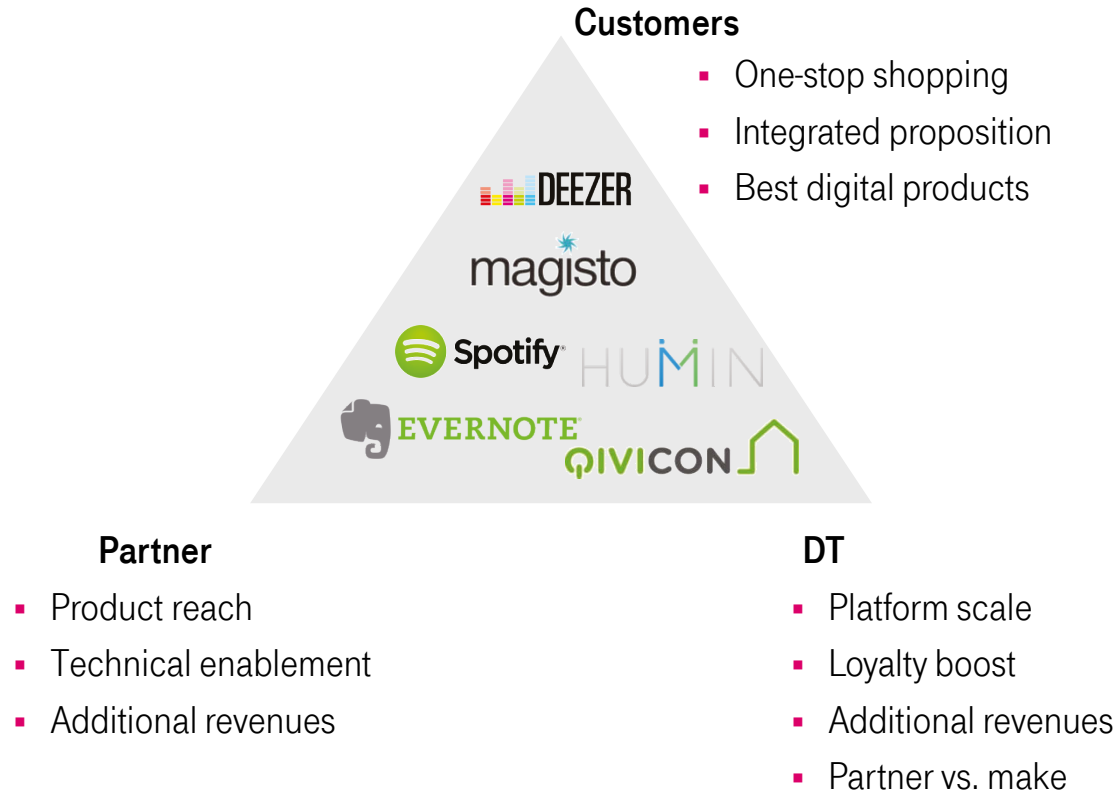 Customers
▪ One-stop shopping
▪ Integrated proposition
▪ Best digital products
DEEZER
magisto
Spotify®
HUMIN
EVERNOTE®
QIVICON
Partner
▪ Product reach
▪ Technical enablement
▪ Additional revenues
DT
▪ Platform scale
▪ Loyalty boost
▪ Additional revenues
▪ Partner vs. make